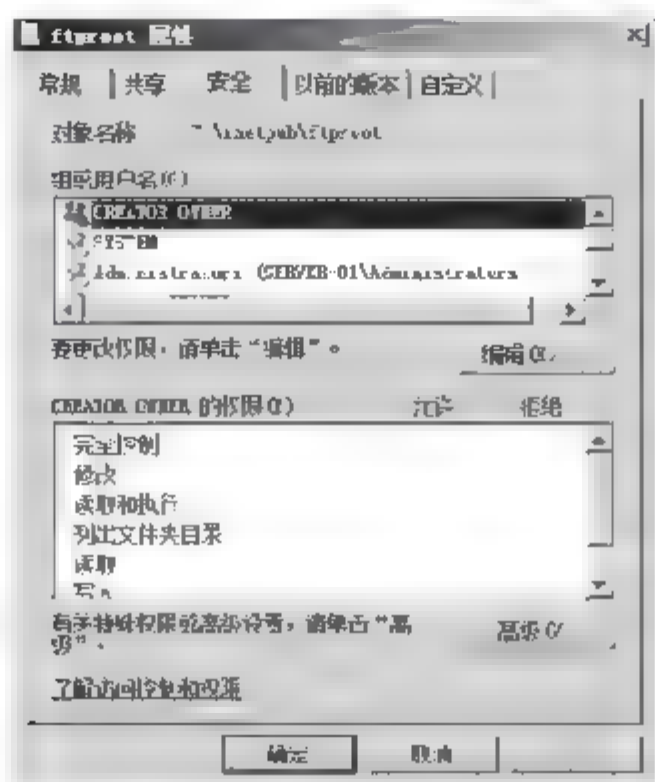 ftproot 属性
常规 共享 安全 以前的版本 自定义
对象名称 \inetpub\ftproot
组或用户名(G)
CREATOR OWNER
SYSTEM
Administrators (SERVER-01\Administrators
要更改权限，请单击“编辑”。
编辑(E)
CREATOR OWNER 的权限(P) 允许 拒绝
完全控制
修改
读取和执行
列出文件夹目录
读取
写入
有关特殊权限或高级设置，请单击“高
级”。
高级(V)
了解访问控制和权限
确定 取消